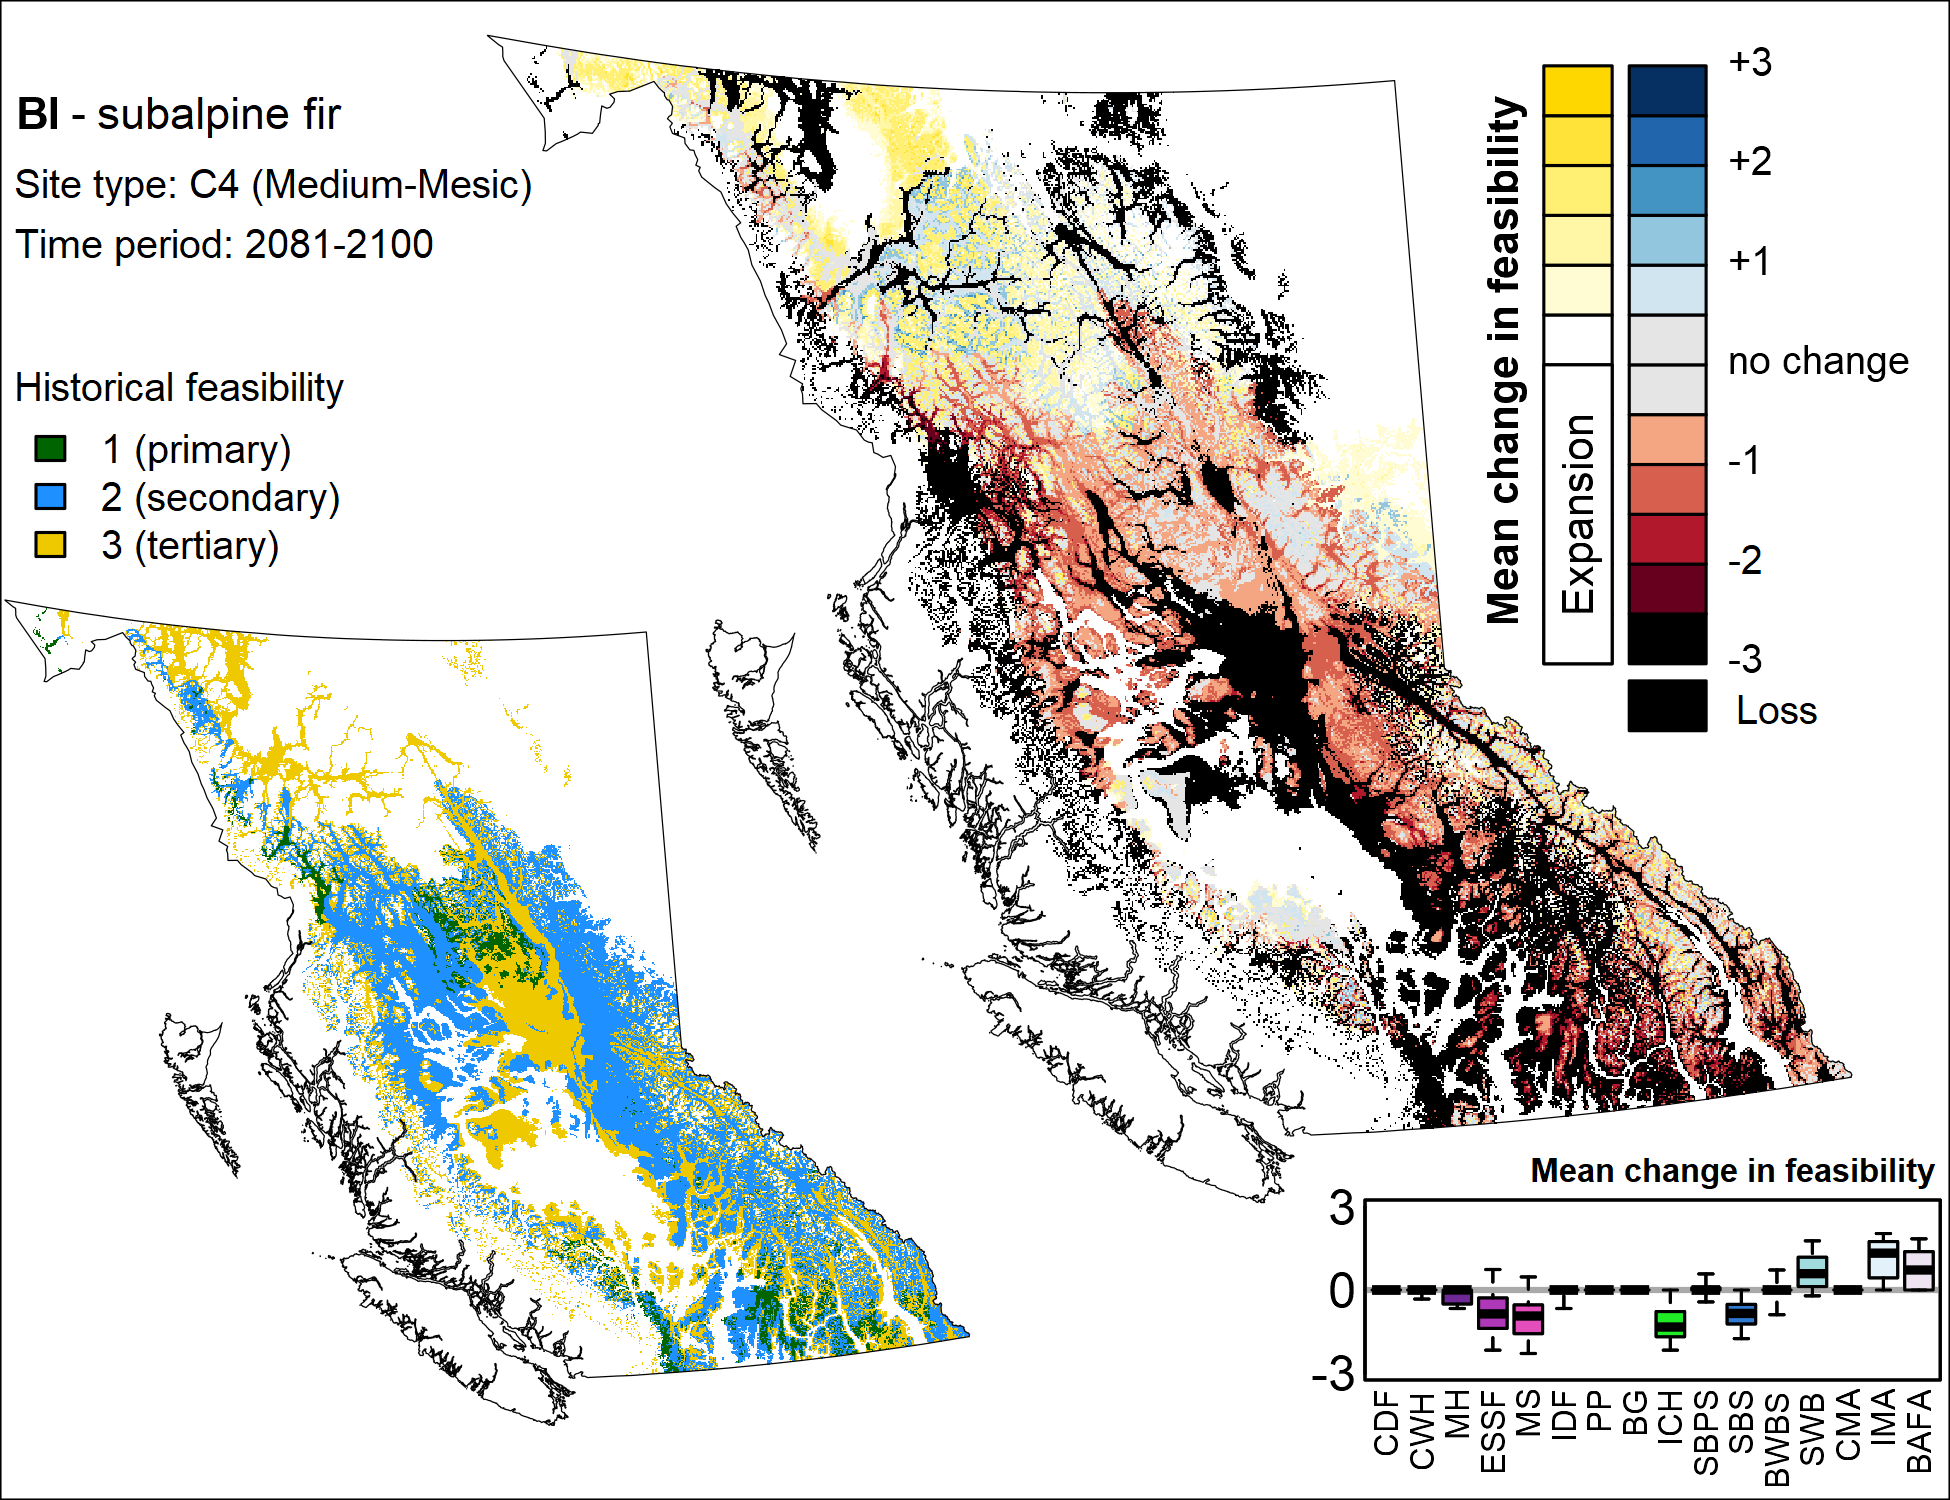 Bl - subalpine fir
Site type: C4 (Medium-Mesic)
Time period: 2081-2100
Historical feasibility
1 (primary)
2 (secondary)
3 (tertiary)
Mean change in feasibility
Expansion
+3
+2
+1
no change
-1
-2
-3
Loss
Mean change in feasibility
3
0
-3
CDF
CWH
MH
ESSF
MS
IDF
PP
BG
ICH
SBPS
SBS
BWBS
SWB
CMA
IMA
BAFA